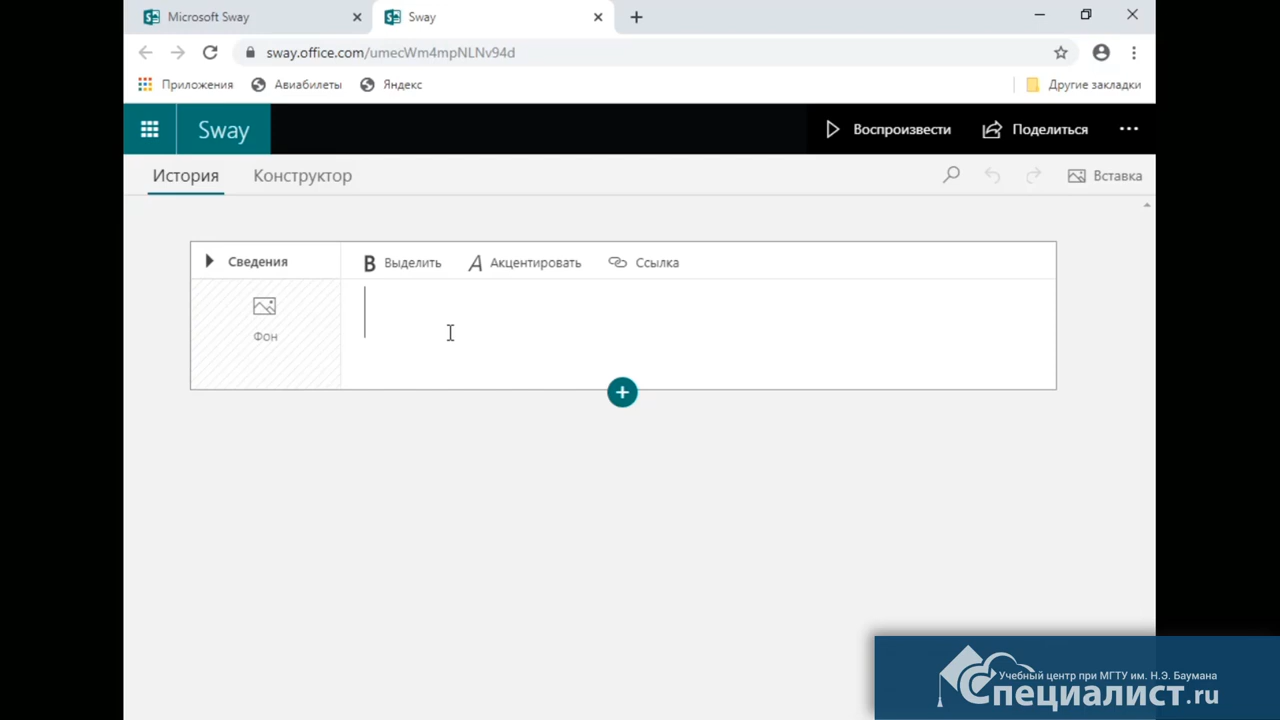 Microsoft Sway
Sway
sway.office.com/umecWm4mpNLNv94d
Приложения Авиабилеты Яндекс Другие закладки
Sway Воспроизвести Поделиться
История Конструктор Вставка
Сведения B Выделить A Акцентировать Ссылка
Фон
Учебный центр при МГТУ им. Н.Э. Баумана
Специалист.ru